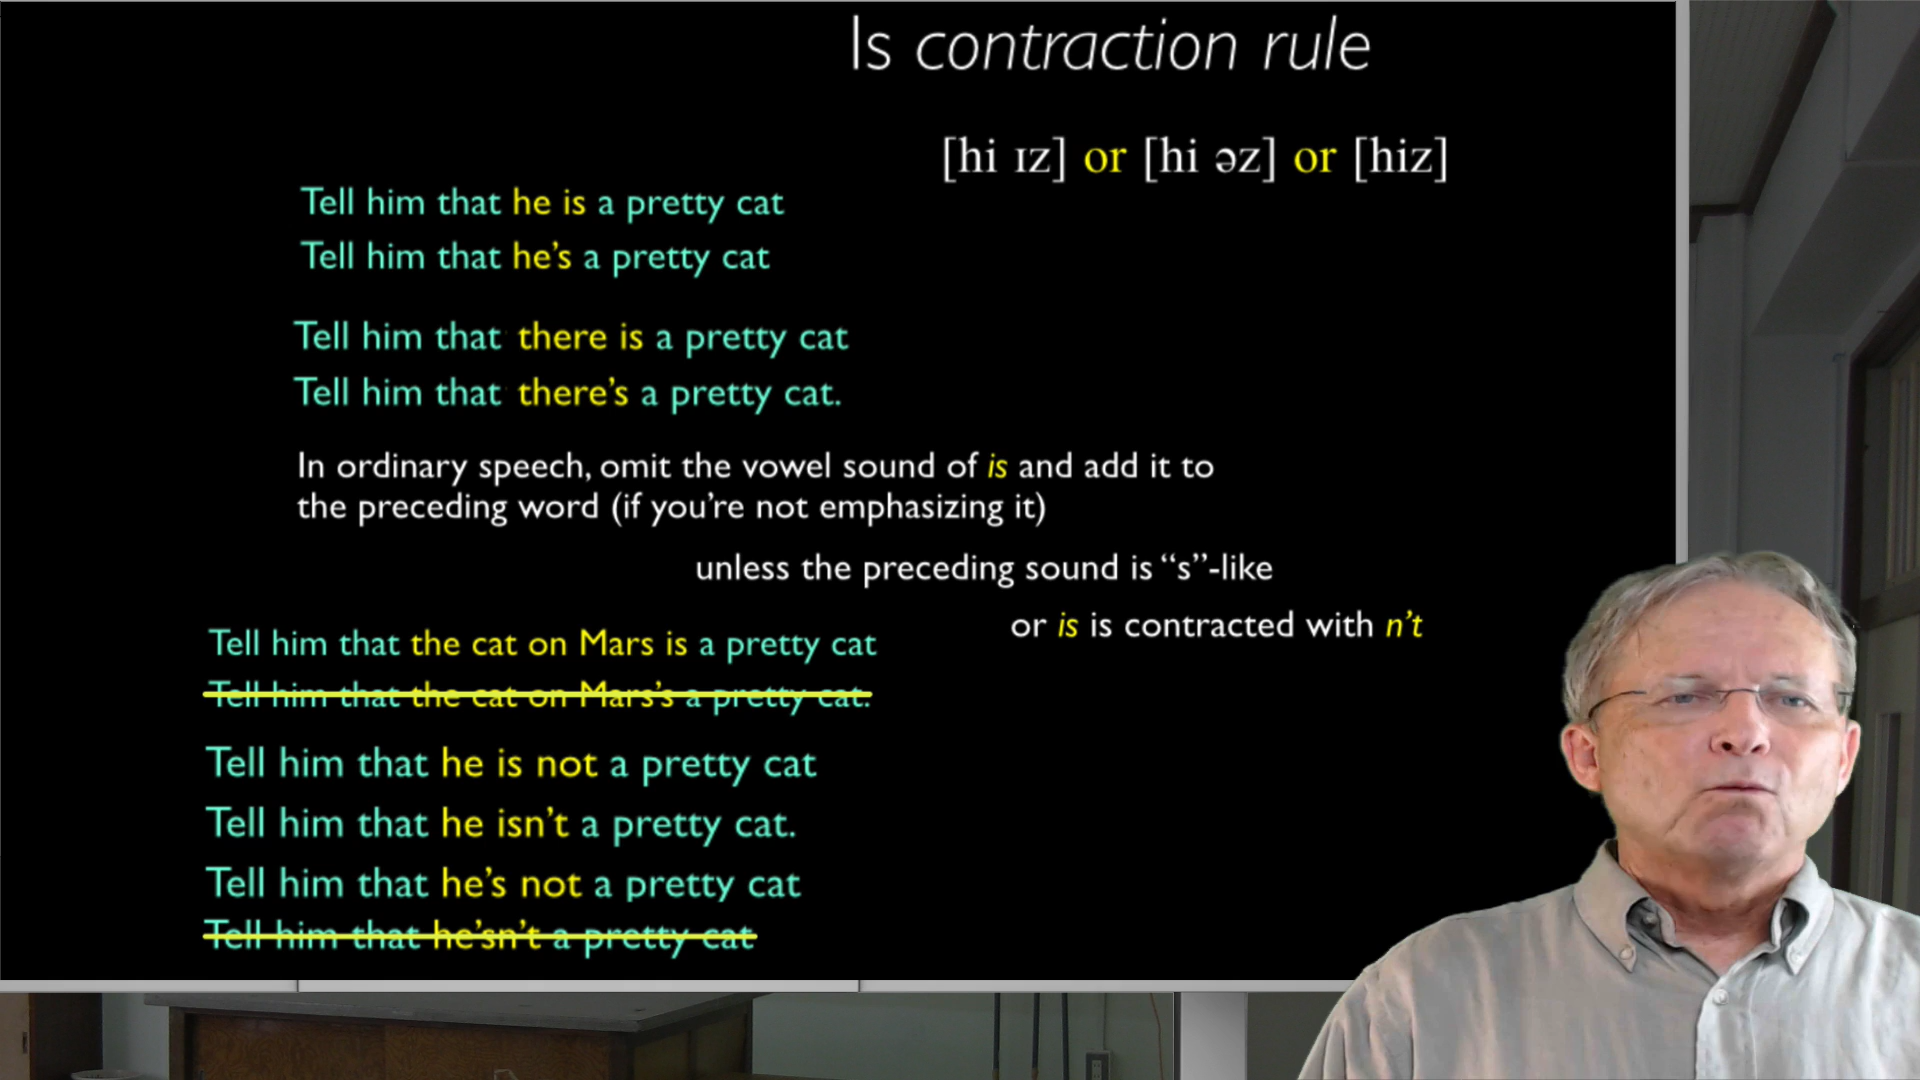 Is contraction rule
[hi ɪz] or [hi əz] or [hiz]
Tell him that he is a pretty cat
Tell him that he's a pretty cat
Tell him that there is a pretty cat
Tell him that there's a pretty cat.
In ordinary speech, omit the vowel sound of is and add it to
the preceding word (if you're not emphasizing it)
unless the preceding sound is “s”-like
or is is contracted with n't
Tell him that the cat on Mars is a pretty cat
Tell him that the cat on Mars's a pretty cat.
Tell him that he is not a pretty cat
Tell him that he isn't a pretty cat.
Tell him that he's not a pretty cat
Tell him that he'sn't a pretty cat